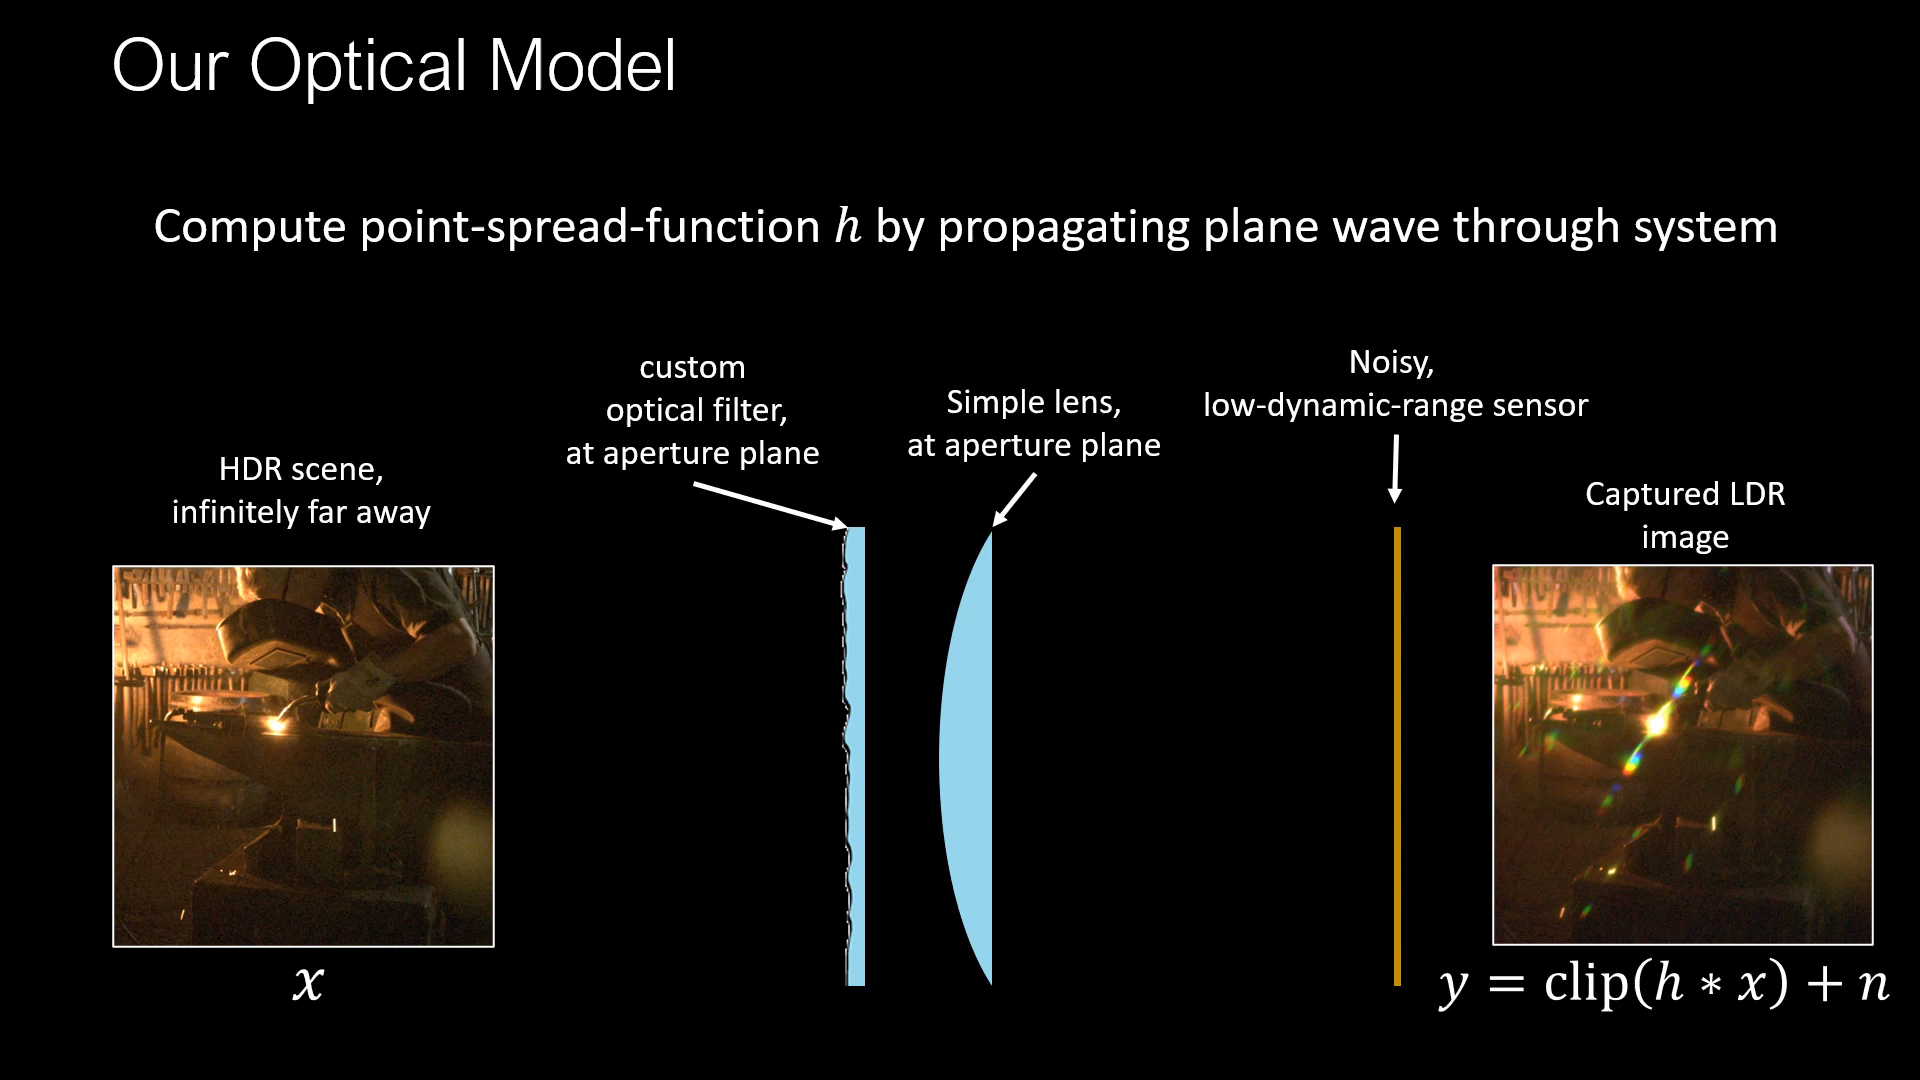 Our Optical Model
Compute point-spread-function h by propagating plane wave through system
custom
optical filter,
at aperture plane
Simple lens,
at aperture plane
Noisy,
low-dynamic-range sensor
HDR scene,
infinitely far away
Captured LDR
image
x
y = clip(h ∗ x) + n